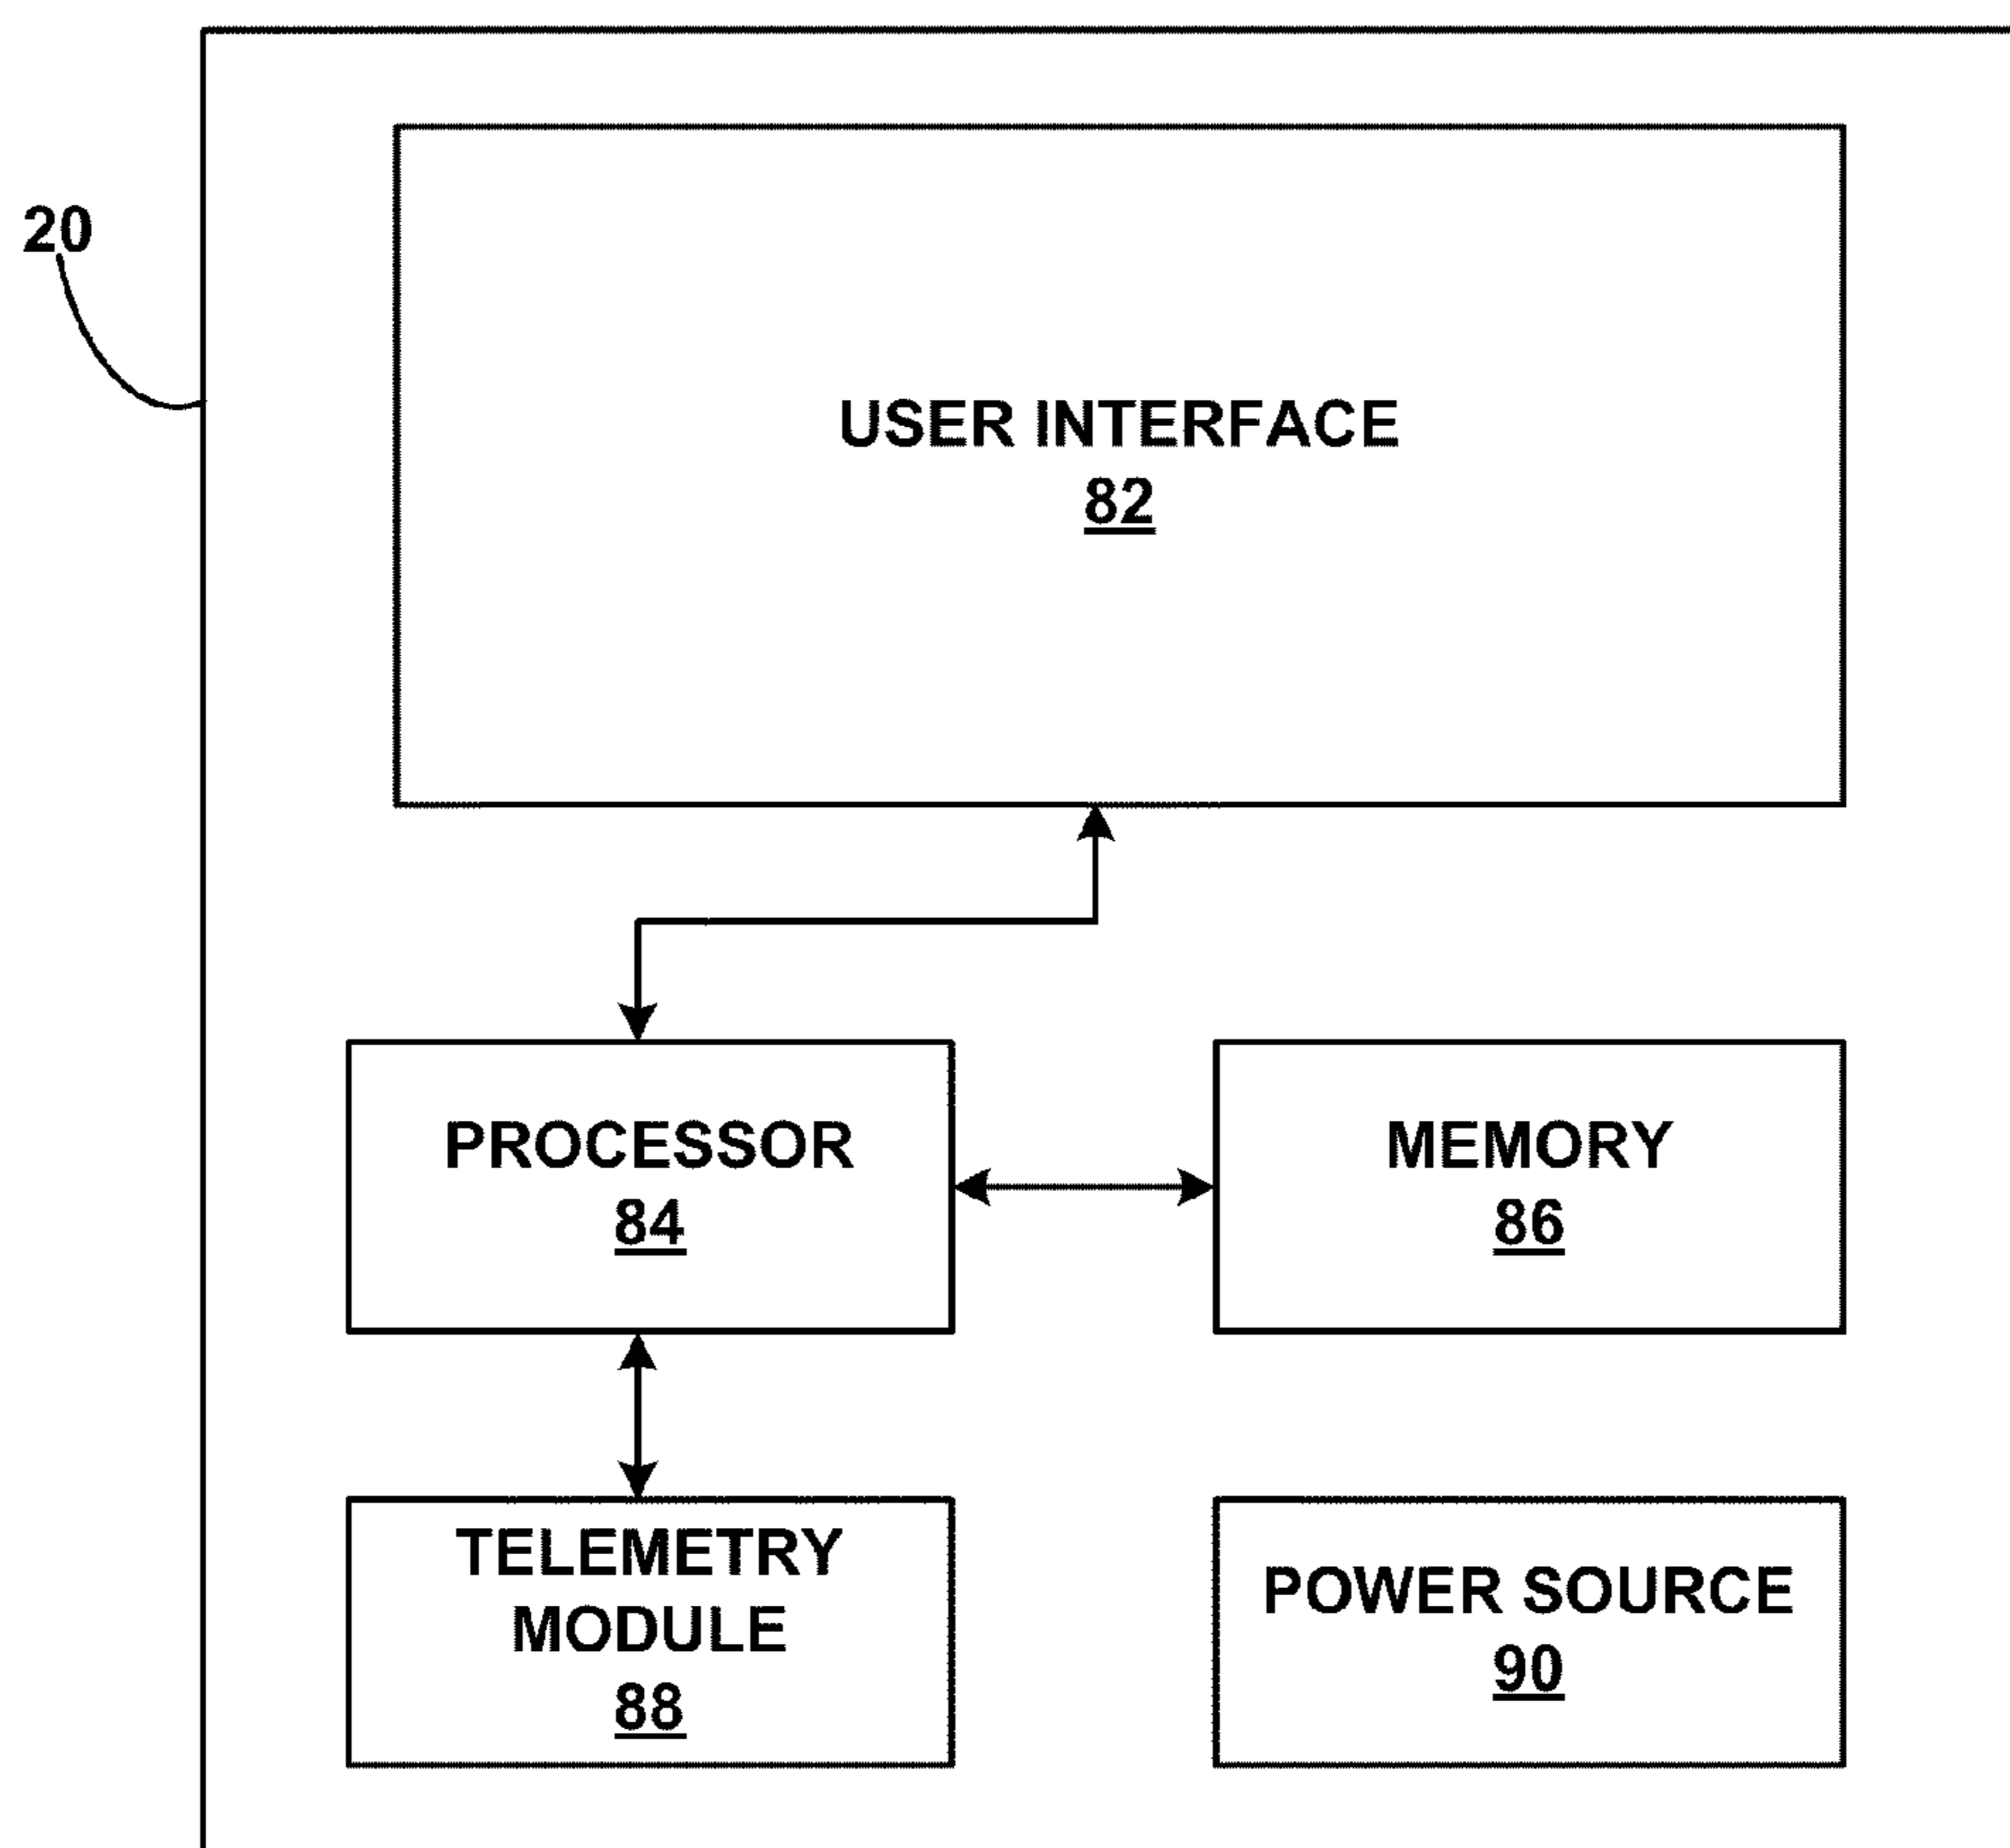 20
USER INTERFACE
82
PROCESSOR
84
MEMORY
86
TELEMETRY
MODULE
88
POWER SOURCE
90